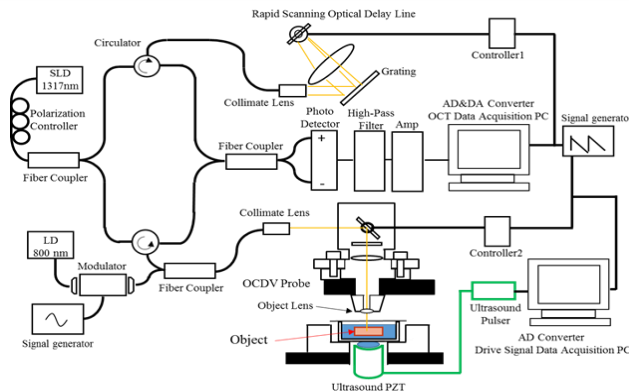 Rapid Scanning Optical Delay Line
Circulator
Controller1
SLD
1317nm
Grating
Polarization
Controller
Collimate Lens
Photo
Detector
High-Pass
Filter
Amp
AD&DA Converter
OCT Data Acquisition PC
Signal generato
Fiber Coupler
+
-
Fiber Coupler
Collimate Lens
LD
800 nm
Modulator
Controller2
Fiber Coupler
OCDV Probe
Object Lens
Ultrasound
Pulser
AD Converter
Drive Signal Data Acquisition PC
Signal generator
Object
Ultrasound PZT